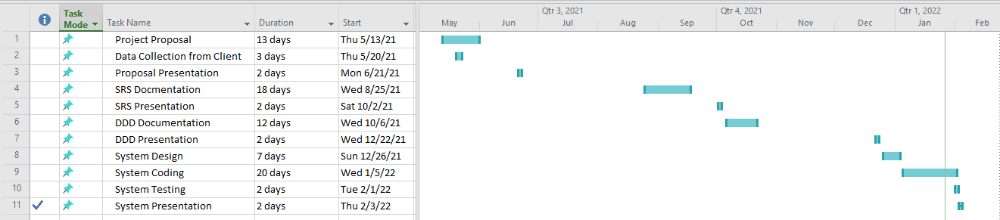 Qtr 3, 2021 Qtr 4, 2021 Qtr 1, 2022
i Task Mode Task Name Duration Start May Jun Jul Aug Sep Oct Nov Dec Jan Feb
1 Project Proposal 13 days Thu 5/13/21
2 Data Collection from Client 3 days Thu 5/20/21
3 Proposal Presentation 2 days Mon 6/21/21
4 SRS Docmentation 18 days Wed 8/25/21
5 SRS Presentation 2 days Sat 10/2/21
6 DDD Documentation 12 days Wed 10/6/21
7 DDD Presentation 2 days Wed 12/22/21
8 System Design 7 days Sun 12/26/21
9 System Coding 20 days Wed 1/5/22
10 System Testing 2 days Tue 2/1/22
11 System Presentation 2 days Thu 2/3/22